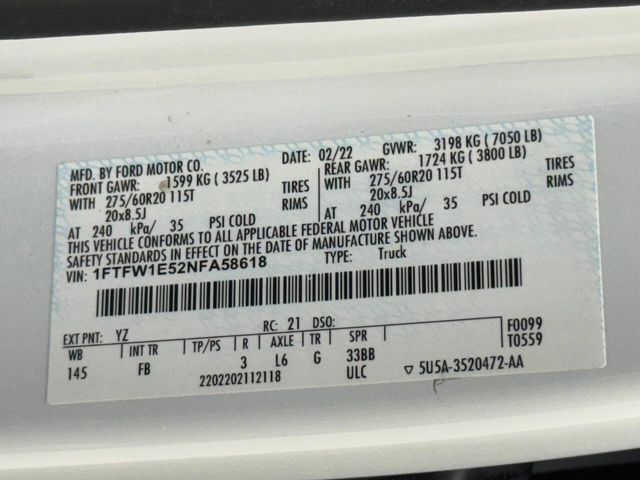 MFD. BY FORD MOTOR CO. DATE: 02/22 GVWR: 3198 KG ( 7050 LB)
FRONT GAWR: 1599 KG ( 3525 LB) REAR GAWR: 1724 KG ( 3800 LB)
WITH 275/60R20 115T TIRES WITH 275/60R20 115T TIRES
20x8.5J RIMS 20x8.5J RIMS
AT 240 kPa/ 35 PSI COLD AT 240 kPa/ 35 PSI COLD
THIS VEHICLE CONFORMS TO ALL APPLICABLE FEDERAL MOTOR VEHICLE
SAFETY STANDARDS IN EFFECT ON THE DATE OF MANUFACTURE SHOWN ABOVE.
VIN: 1FTFW1E52NFA58618 TYPE: Truck
EXT PNT: YZ RC: 21 DSO: F0099
WB INT TR TP/PS R AXLE TR SPR T0559
145 FB 3 L6 G 33BB
2202202112118 ULC ▽ 5U5A-3520472-AA